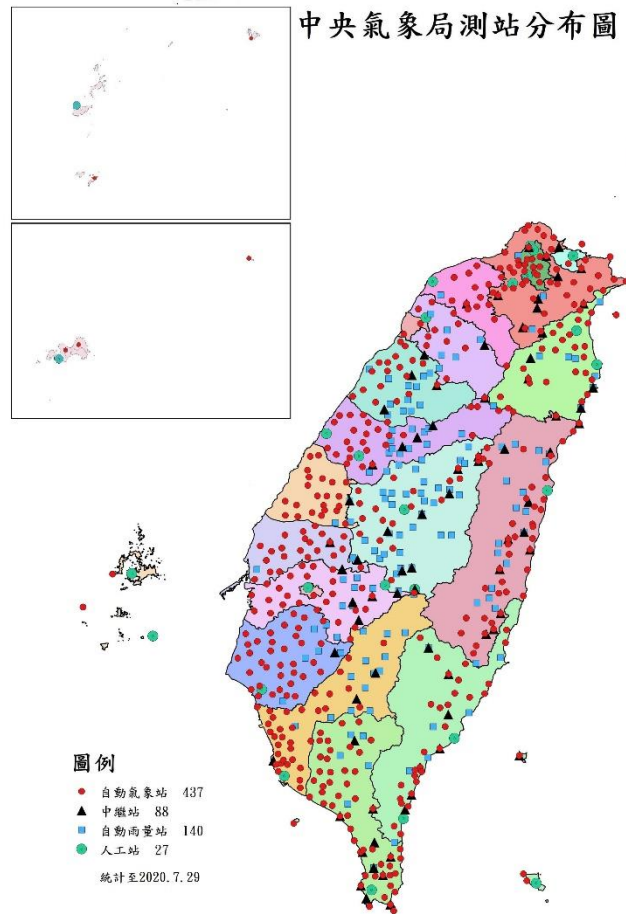 中央氣象局測站分布圖
圖例
自動氣象站 437
中繼站 88
自動雨量站 140
人工站 27
統計至2020.7.29